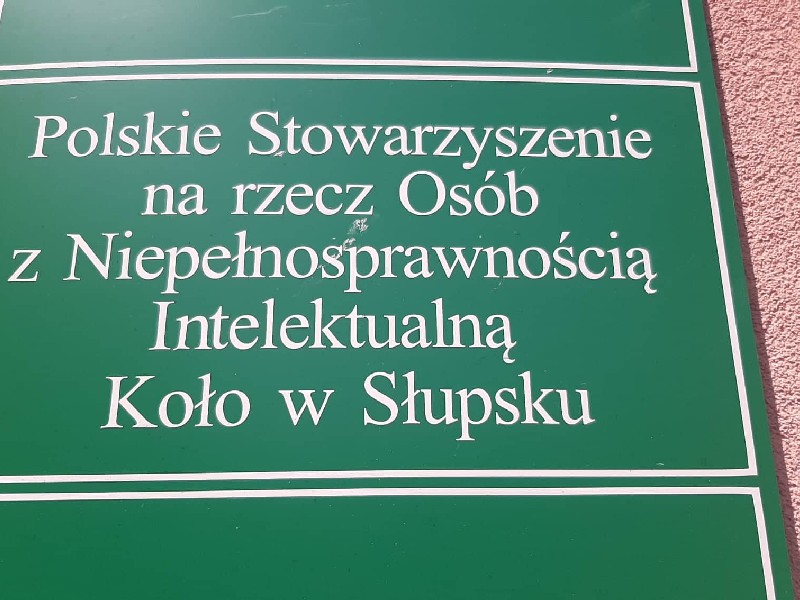 Polskie Stowarzyszenie
na rzecz Osób
z Niepełnosprawnością
Intelektualną
Koło w Słupsku